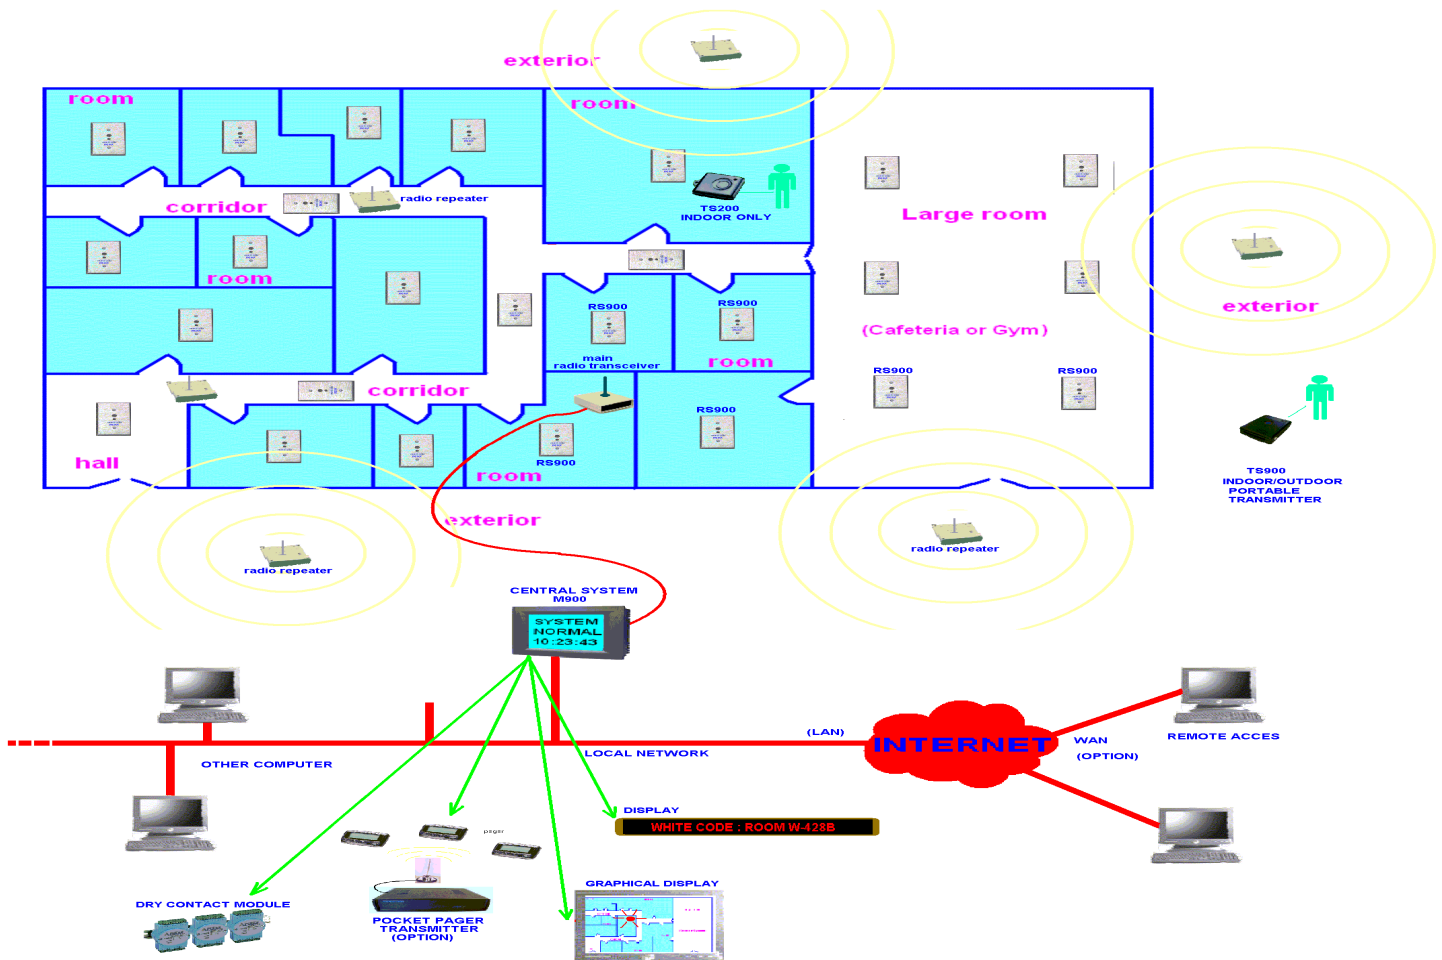 exterior
room
room
radio repeater
corridor
TS200
INDOOR ONLY
Large room
room
RS900
RS900
exterior
(Cafeteria or Gym)
main
radio transceiver
room
corridor
RS900
RS900
RS900
hall
RS900
room
TS900
INDOOR/OUTDOOR
PORTABLE
TRANSMITTER
exterior
radio repeater
radio repeater
CENTRAL SYSTEM
M900
SYSTEM
NORMAL
10:23:43
(LAN)
INTERNET
WAN
(OPTION)
REMOTE ACCES
LOCAL NETWORK
OTHER COMPUTER
DISPLAY
WHITE CODE : ROOM W-428B
pager
GRAPHICAL DISPLAY
DRY CONTACT MODULE
POCKET PAGER
TRANSMITTER
(OPTION)